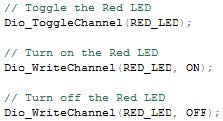 // Toggle the Red LED
Dio_ToggleChannel(RED_LED);
// Turn on the Red LED
Dio_WriteChannel(RED_LED, ON);
// Turn off the Red LED
Dio_WriteChannel(RED_LED, OFF);